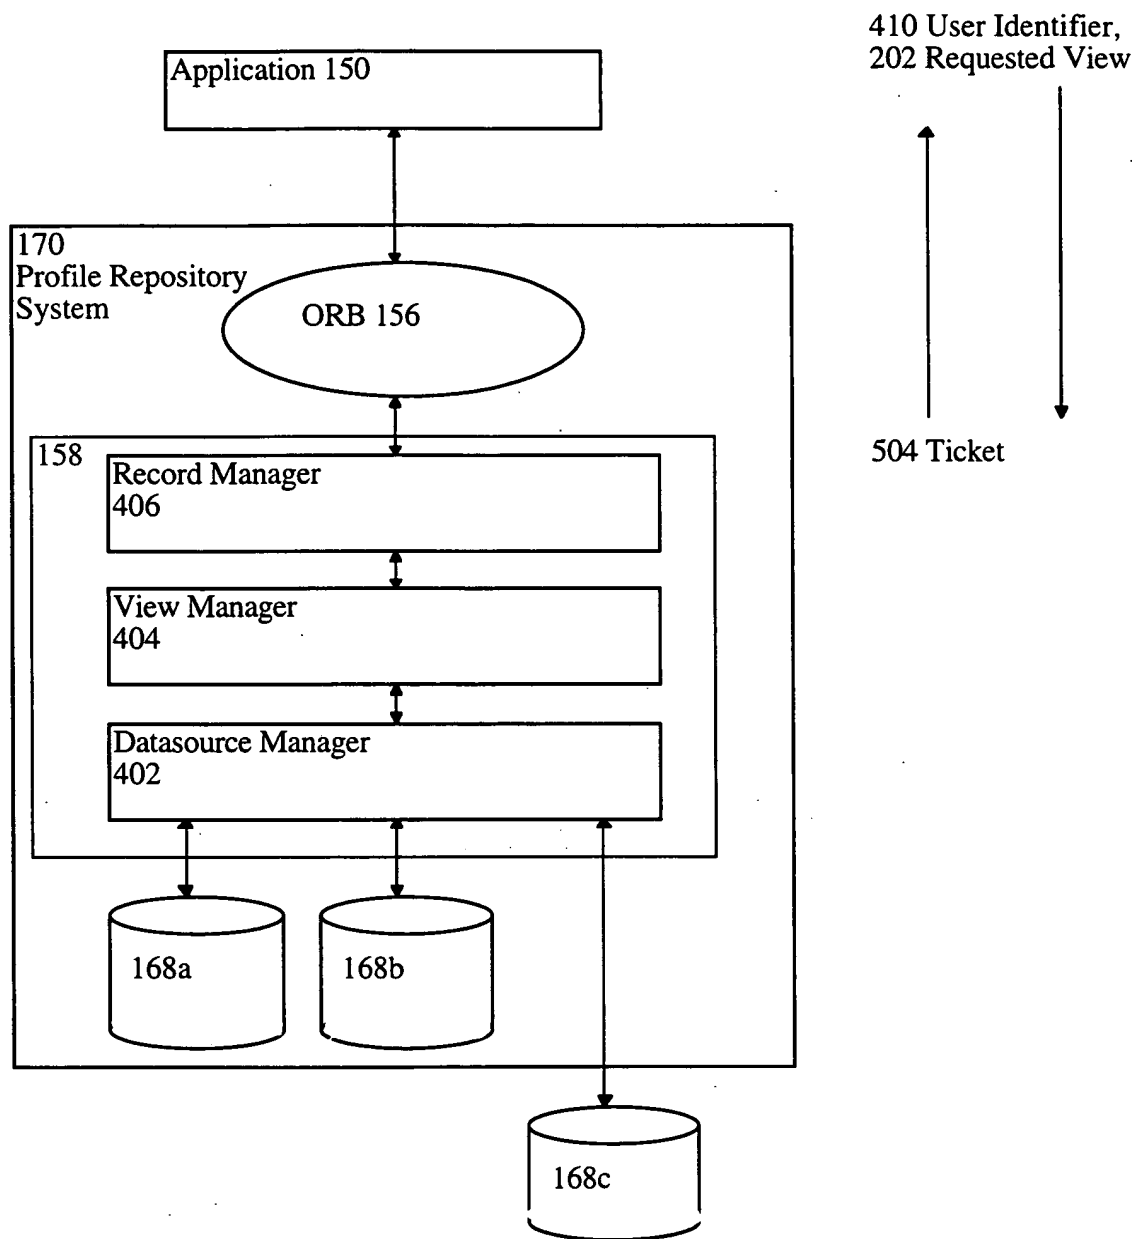 410 User Identifier,
202 Requested View
Application 150
170
Profile Repository
System
ORB 156
158
504 Ticket
Record Manager
406
View Manager
404
Datasource Manager
402
168a
168b
168c